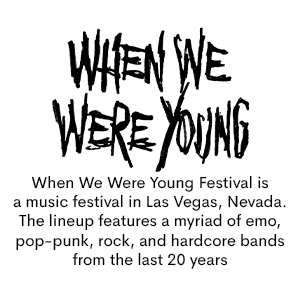 WHEN WE
WERE YOUNG
When We Were Young Festival is
a music festival in Las Vegas, Nevada.
The lineup features a myriad of emo,
pop-punk, rock, and hardcore bands
from the last 20 years